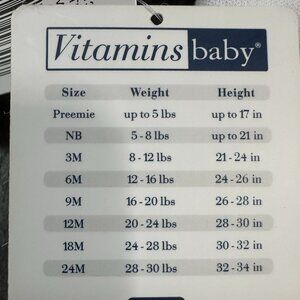 Vitamins baby®
Size Weight Height
Preemie up to 5 lbs up to 17 in
NB 5 - 8 lbs up to 21 in
3M 8 - 12 lbs 21 - 24 in
6M 12 - 16 lbs 24 - 26 in
9M 16 - 20 lbs 26 - 28 in
12M 20 - 24 lbs 28 - 30 in
18M 24 - 28 lbs 30 - 32 in
24M 28 - 30 lbs 32 - 34 in